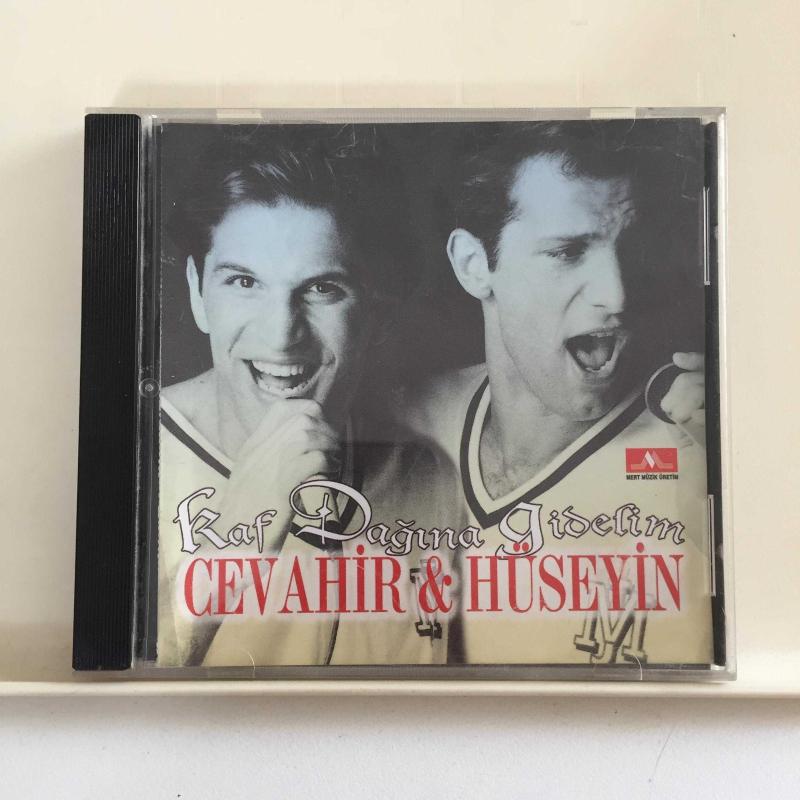 MERT MÜZİK ÜRETİM
Kaf Dağına gidelim
CEVAHİR & HÜSEYİN
M